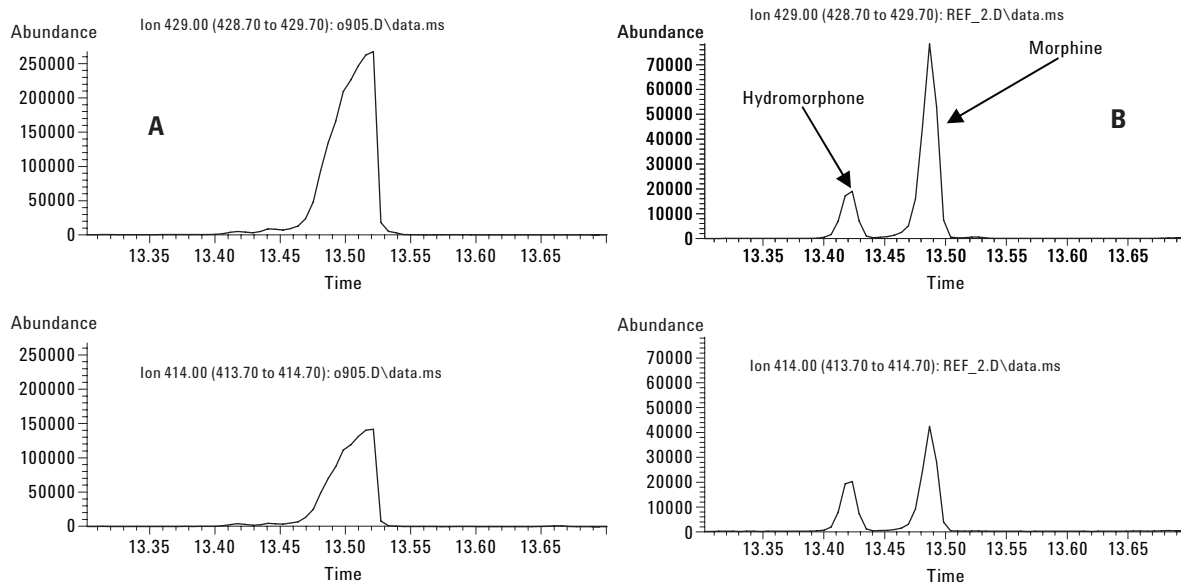 Abundance
Ion 429.00 (428.70 to 429.70): o905.D\data.ms
250000
200000
150000
100000
50000
0
A
13.35 13.40 13.45 13.50 13.55 13.60 13.65
Time
Abundance
Ion 429.00 (428.70 to 429.70): REF_2.D\data.ms
70000
60000
50000
40000
30000
20000
10000
0
Morphine
Hydromorphone
B
13.35 13.40 13.45 13.50 13.55 13.60 13.65
Time
Abundance
Ion 414.00 (413.70 to 414.70): o905.D\data.ms
250000
200000
150000
100000
50000
0
13.35 13.40 13.45 13.50 13.55 13.60 13.65
Time
Abundance
Ion 414.00 (413.70 to 414.70): REF_2.D\data.ms
70000
60000
50000
40000
30000
20000
10000
0
13.35 13.40 13.45 13.50 13.55 13.60 13.65
Time